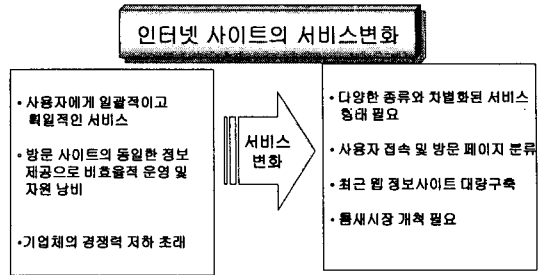 인터넷 사이트의 서비스변화
• 사용자에게 일괄적이고
획일적인 서비스
• 방문 사이트의 동일한 정보
제공으로 비효율적 운영 및
자원 낭비
•기업체의 경쟁력 저하 초래
서비스
변화
• 다양한 종류와 차별화된 서비스
형태 필요
• 사용자 접속 및 방문 페이지 분류
• 최근 웹 정보사이트 대량구축
• 틈새시장 개척 필요